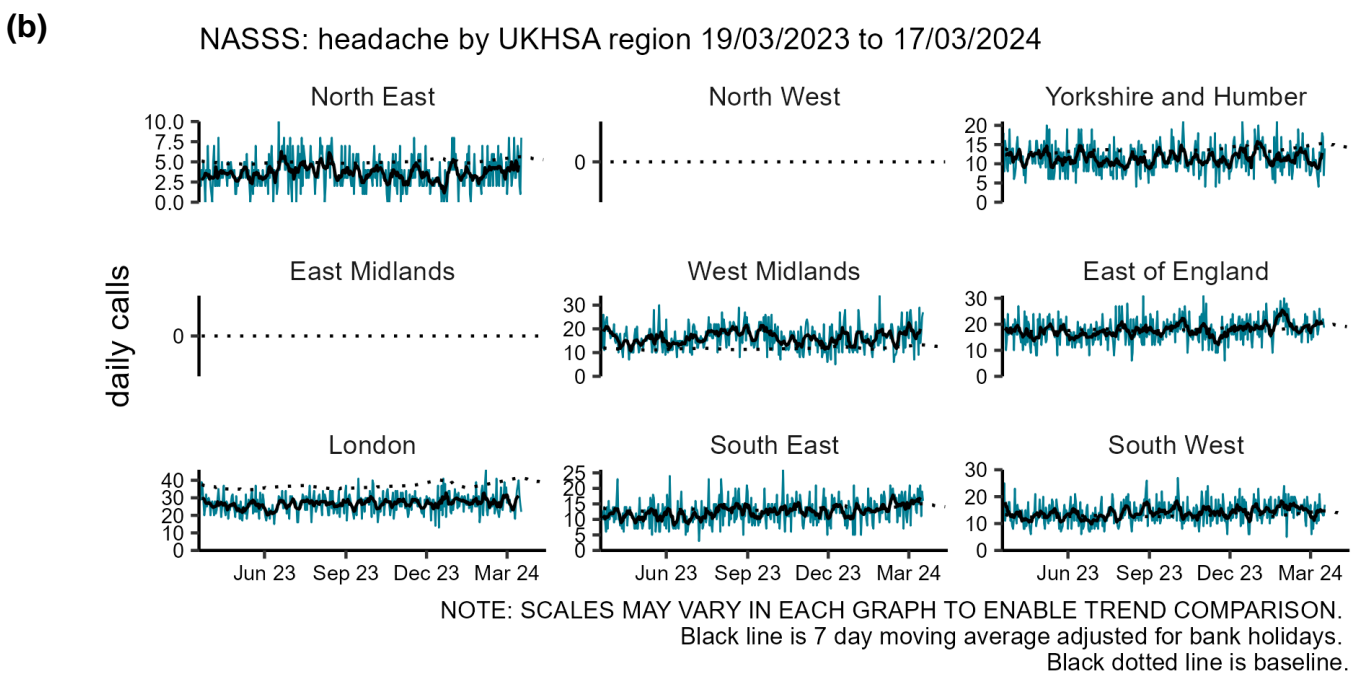 (b)
NASSS: headache by UKHSA region 19/03/2023 to 17/03/2024
daily calls
North East
10.0
7.5
5.0
2.5
0.0
North West
0
Yorkshire and Humber
20
15
10
5
0
East Midlands
0
West Midlands
30
20
10
0
East of England
30
20
10
0
London
40
30
20
10
0
Jun 23 Sep 23 Dec 23 Mar 24
South East
25
20
15
10
5
0
Jun 23 Sep 23 Dec 23 Mar 24
South West
30
20
10
0
Jun 23 Sep 23 Dec 23 Mar 24
NOTE: SCALES MAY VARY IN EACH GRAPH TO ENABLE TREND COMPARISON.
Black line is 7 day moving average adjusted for bank holidays.
Black dotted line is baseline.